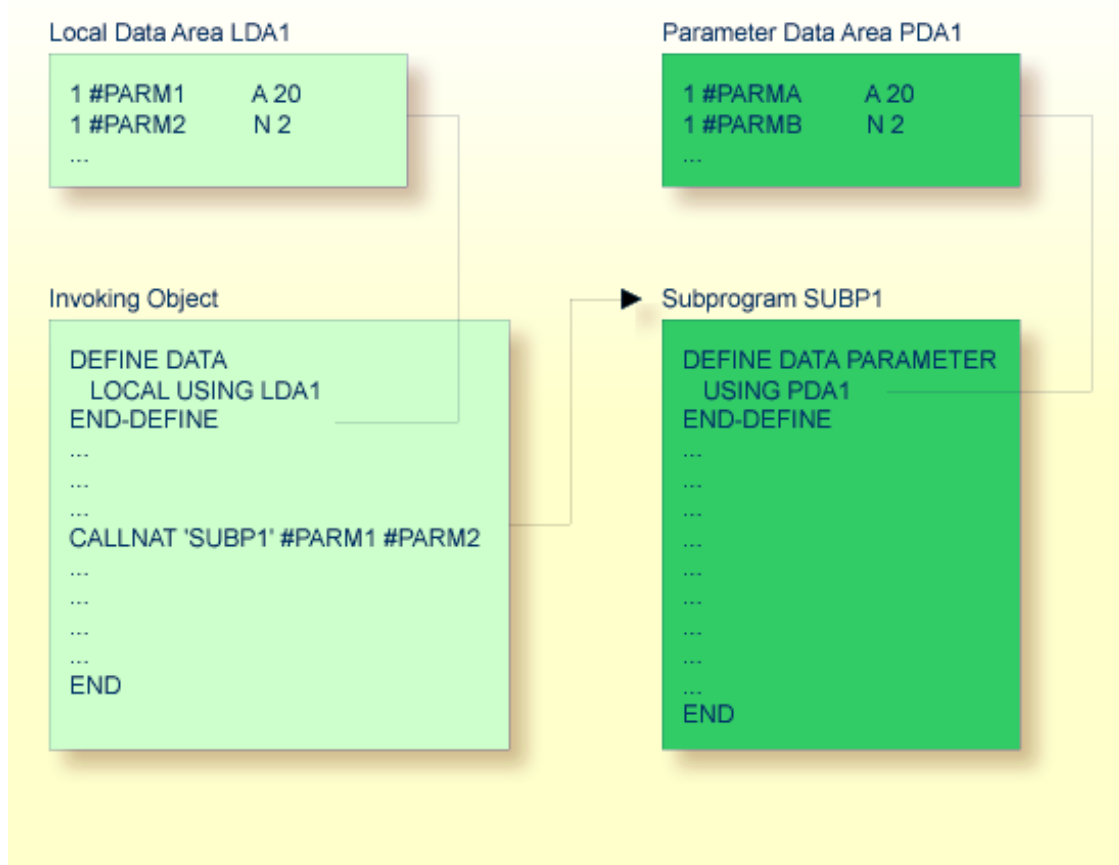 Local Data Area LDA1
1 #PARM1 A 20
1 #PARM2 N 2
...
Parameter Data Area PDA1
1 #PARMA A 20
1 #PARMB N 2
...
Invoking Object
DEFINE DATA
LOCAL USING LDA1
END-DEFINE
...
...
...
CALLNAT 'SUBP1' #PARM1 #PARM2
...
...
...
...
END
Subprogram SUBP1
DEFINE DATA PARAMETER
USING PDA1
END-DEFINE
...
...
...
...
...
...
...
...
...
END